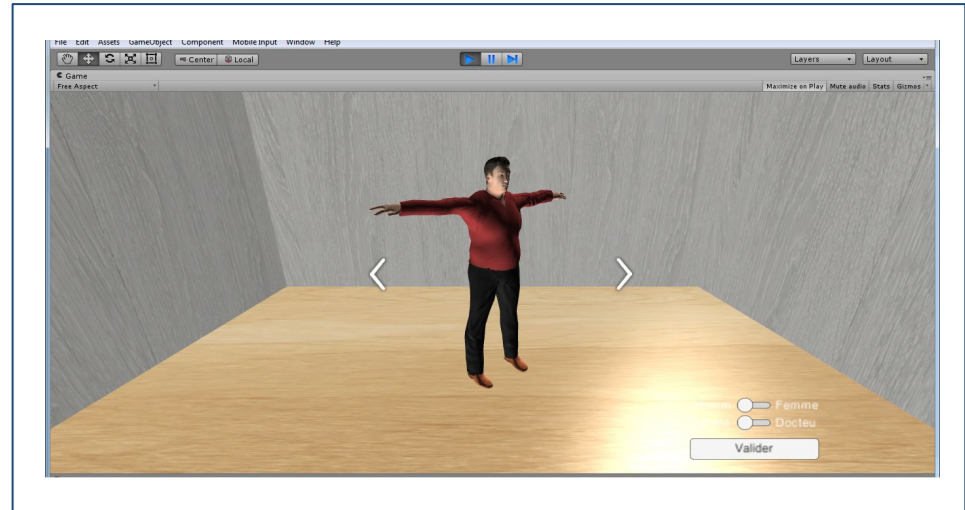 File Edit Assets GameObject Component Mobile Input Window Help
Center Local Layers Layout
Game
Free Aspect Maximize on Play Mute audio Stats Gizmos
Femme
Docteu
Valider